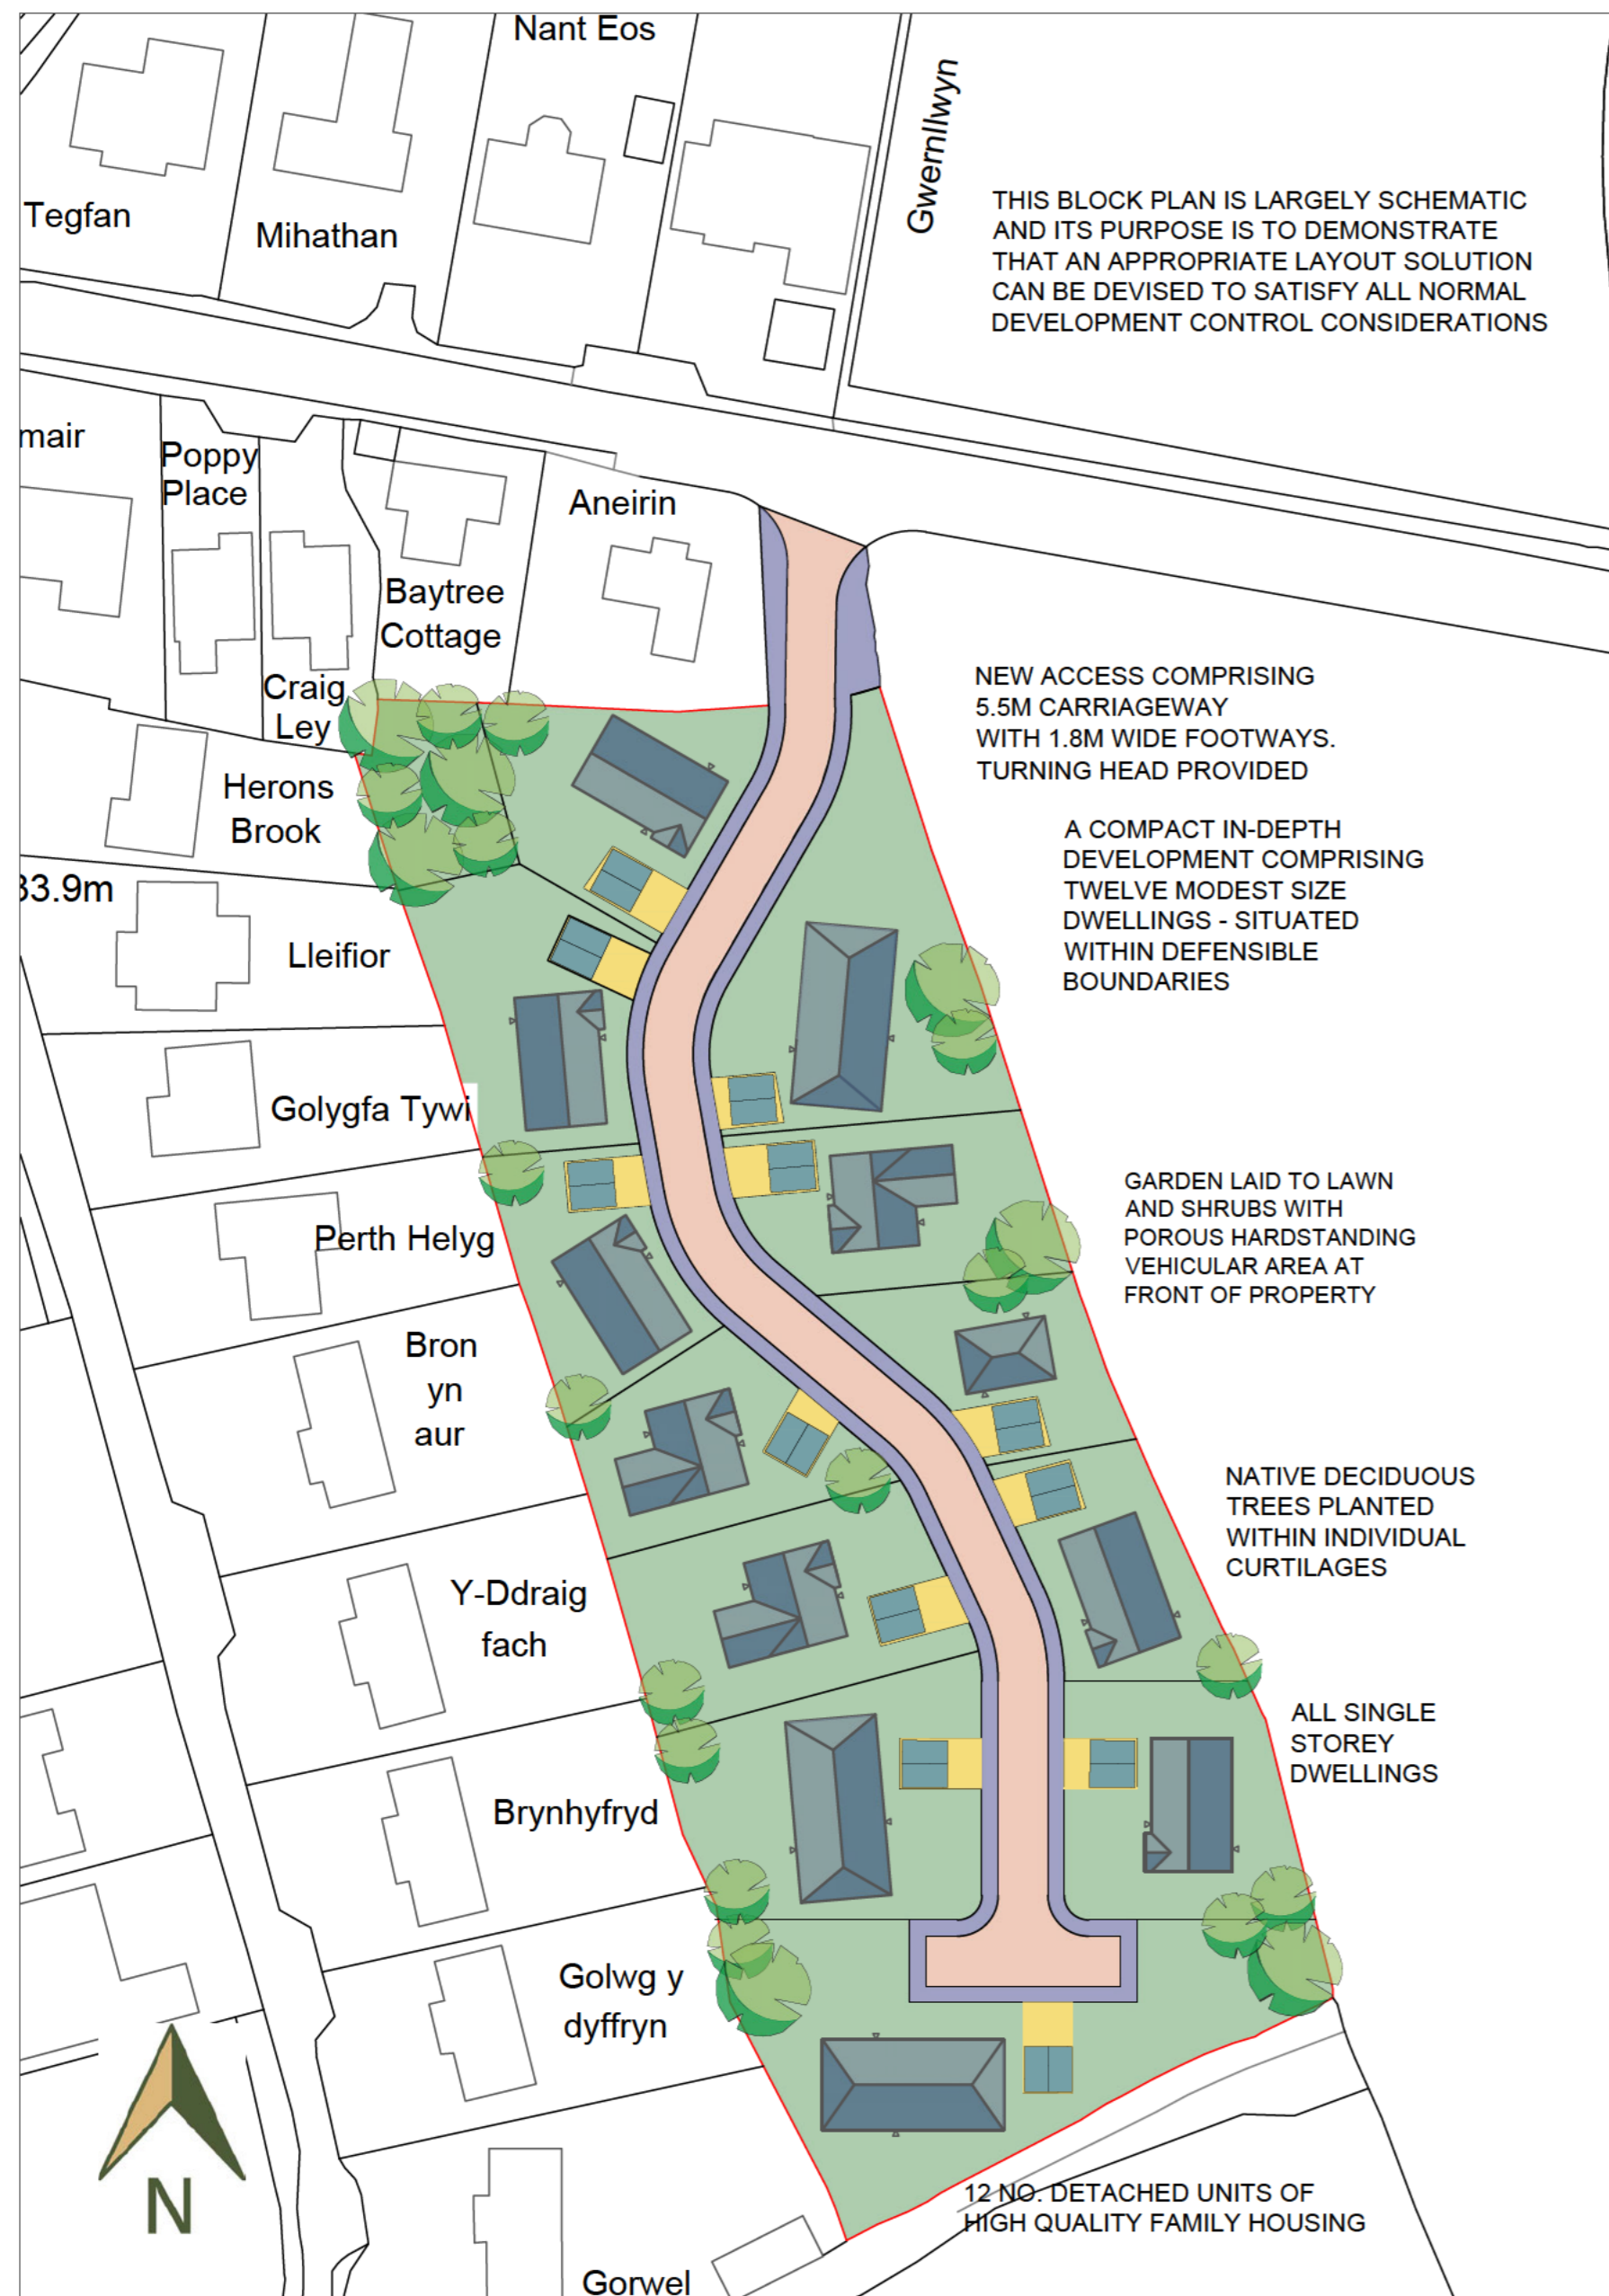 Nant Eos
Gwernllwyn
Tegfan
Mihathan
THIS BLOCK PLAN IS LARGELY SCHEMATIC
AND ITS PURPOSE IS TO DEMONSTRATE
THAT AN APPROPRIATE LAYOUT SOLUTION
CAN BE DEVISED TO SATISFY ALL NORMAL
DEVELOPMENT CONTROL CONSIDERATIONS
mair
Poppy
Place
Aneirin
Baytree
Cottage
Craig
Ley
NEW ACCESS COMPRISING
5.5M CARRIAGEWAY
WITH 1.8M WIDE FOOTWAYS.
TURNING HEAD PROVIDED
Herons
Brook
A COMPACT IN-DEPTH
DEVELOPMENT COMPRISING
TWELVE MODEST SIZE
DWELLINGS - SITUATED
WITHIN DEFENSIBLE
BOUNDARIES
33.9m
Lleifior
Golygfa Tywi
GARDEN LAID TO LAWN
AND SHRUBS WITH
POROUS HARDSTANDING
VEHICULAR AREA AT
FRONT OF PROPERTY
Perth Helyg
Bron
yn
aur
NATIVE DECIDUOUS
TREES PLANTED
WITHIN INDIVIDUAL
CURTILAGES
Y-Ddraig
fach
ALL SINGLE
STOREY
DWELLINGS
Brynhyfryd
Golwg y
dyffryn
N
12 NO. DETACHED UNITS OF
HIGH QUALITY FAMILY HOUSING
Gorwel